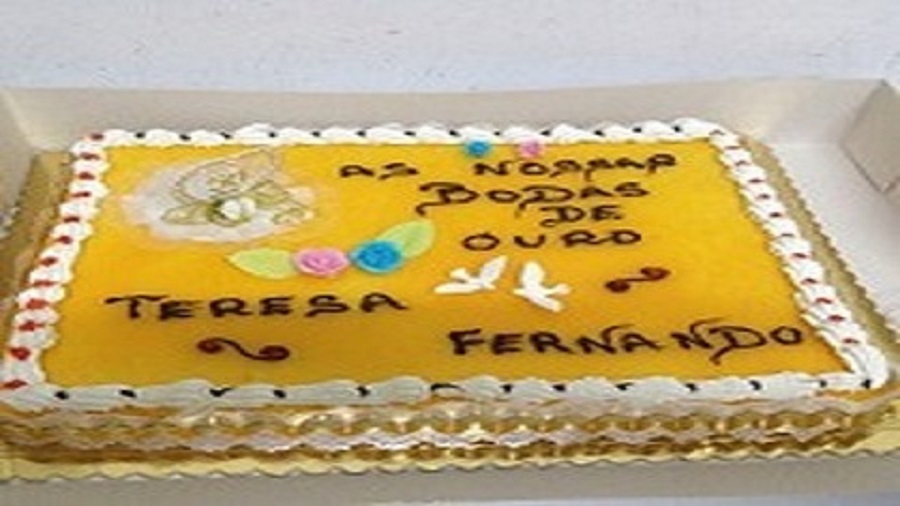 AS NOSSAS
BODAS
DE
OURO
TERESA
FERNANDO